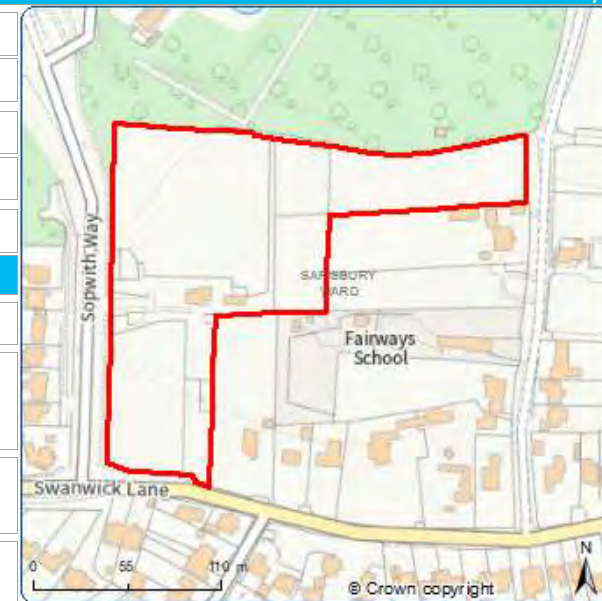 Sopwith Way
SARISBURY
WARD
Fairways
School
Swanwick Lane
0 55 110 m
N
© Crown copyright